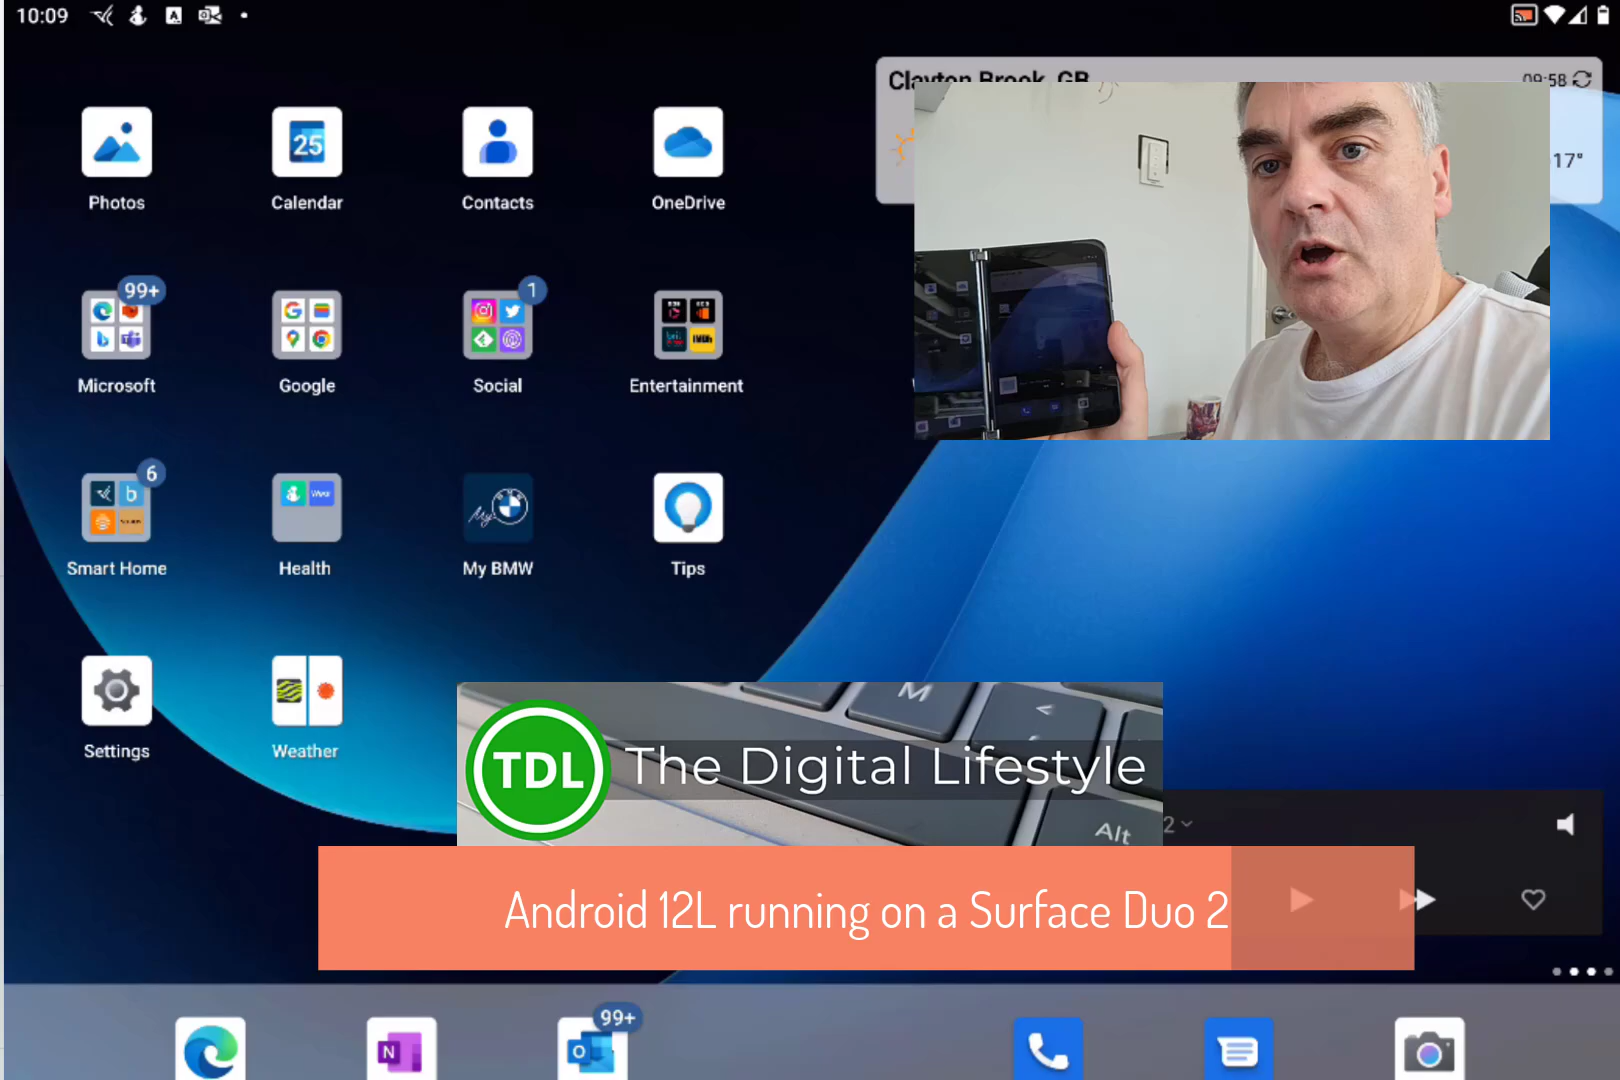 10:09
Clayton Brook, GB
09:58
17°
25
Photos
Calendar
Contacts
OneDrive
99+
1
Microsoft
Google
Social
Entertainment
6
Smart Home
Health
My BMW
Tips
Settings
Weather
M
<
Alt
TDL
The Digital Lifestyle
2
Android 12L running on a Surface Duo 2
99+
N
O